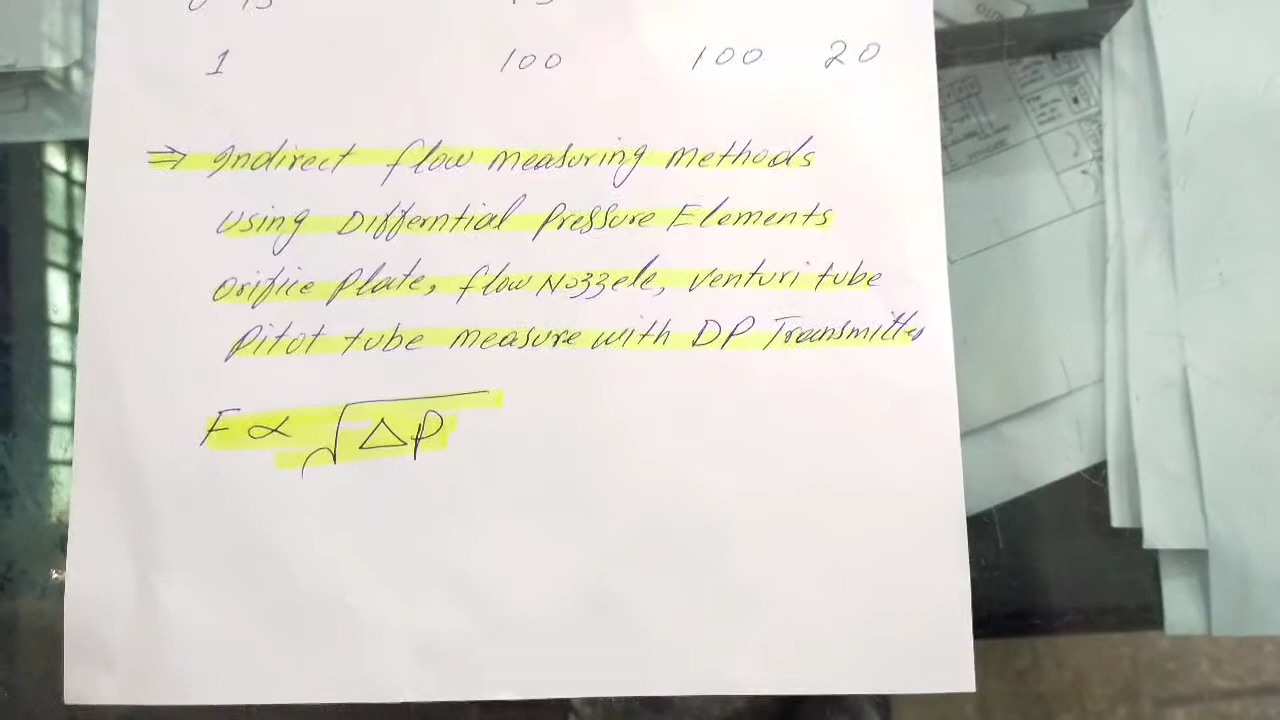 1 100 100 20
⇒ Indirect flow measuring methods
using Differntial Pressure Elements
orifice Plate, flow Nozzele, venturi tube
Pitot tube measure with DP Transmitter
F ∝ √ΔP